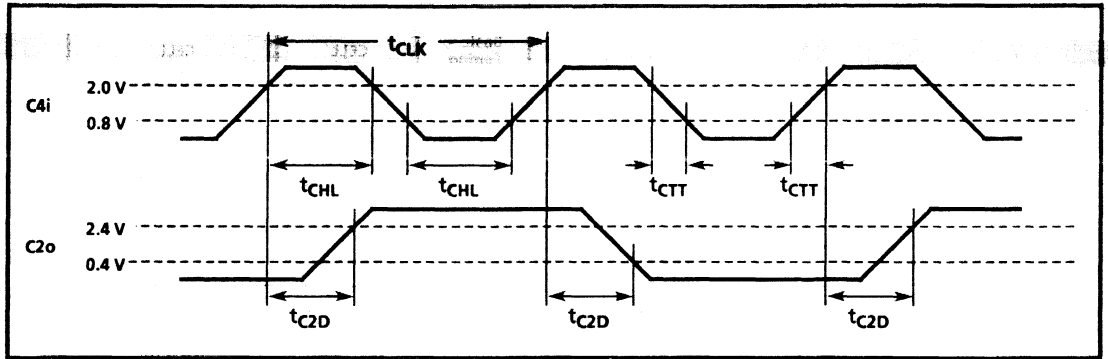 tCLK
C4i
2.0 V
0.8 V
tCHL
tCHL
tCTT
tCTT
C2o
2.4 V
0.4 V
tC2D
tC2D
tC2D